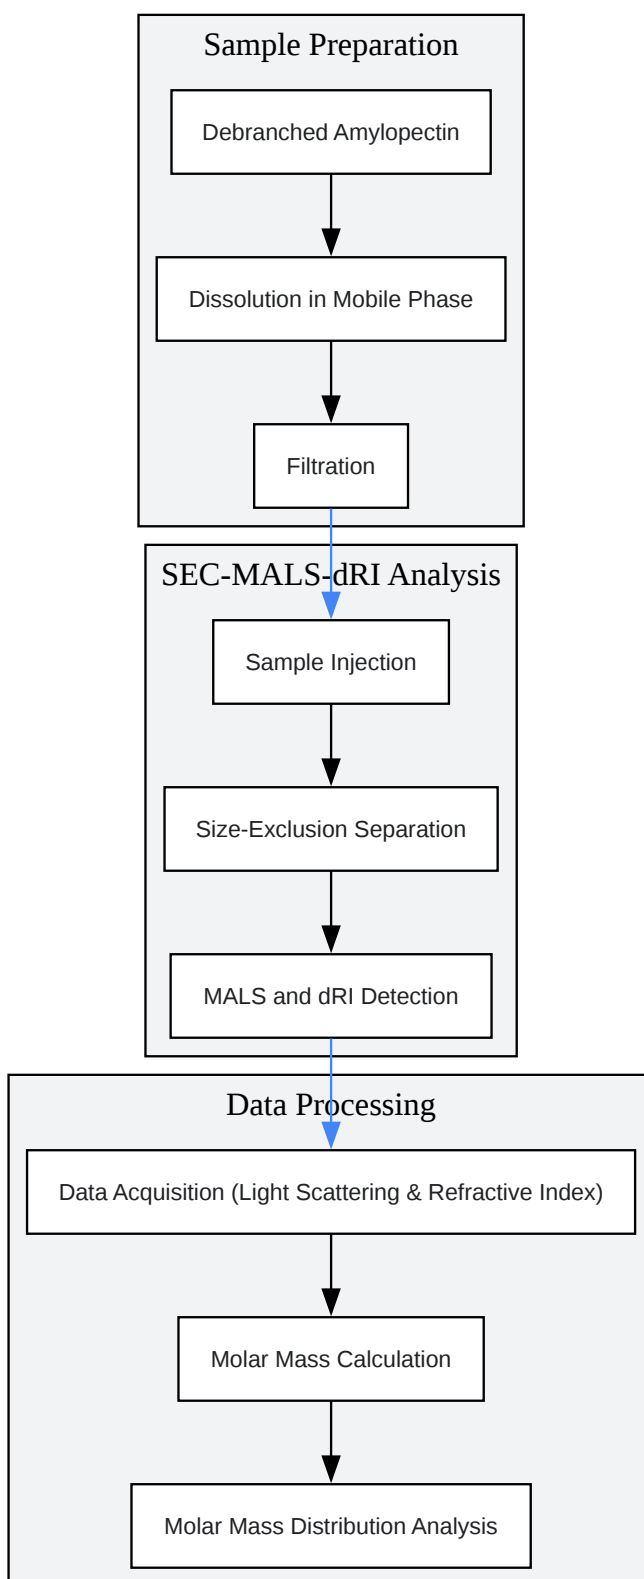 Sample Preparation
Debranched Amylopectin
Dissolution in Mobile Phase
Filtration
SEC-MALS-dRI Analysis
Sample Injection
Size-Exclusion Separation
MALS and dRI Detection
Data Processing
Data Acquisition (Light Scattering & Refractive Index)
Molar Mass Calculation
Molar Mass Distribution Analysis